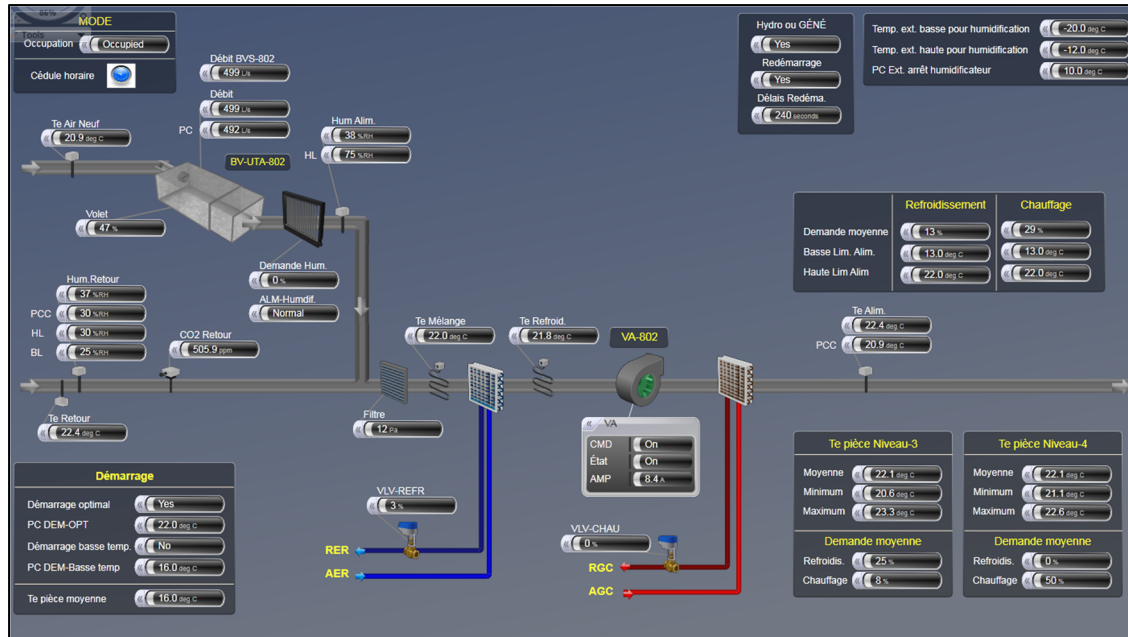 86%
Tools
MODE
Occupation Occupied
Cédule horaire
Débit BVS-802
499 L/s
Débit
499 L/s
PC 492 L/s
Te Air Neuf
20.9 deg C
BV-UTA-802
Hum Alim.
38 %RH
HL 75 %RH
Volet
47 %
Demande Hum.
0 %
ALM-Humdif.
Normal
Hum.Retour
37 %RH
PCC 30 %RH
HL 30 %RH
BL 25 %RH
CO2 Retour
505.9 ppm
Te Retour
22.4 deg C
Filtre
12 Pa
Te Mélange
22.0 deg C
Te Refroid.
21.8 deg C
VA-802
VA
CMD On
État On
AMP 8.4 A
VLV-REFR
3 %
RER
AER
VLV-CHAU
0 %
RGC
AGC
Te Alim.
22.4 deg C
PCC 20.9 deg C
Hydro ou GÉNÉ
Yes
Redémarrage
Yes
Délais Redéma.
240 seconds
Temp. ext. basse pour humidification -20.0 deg C
Temp. ext. haute pour humidification -12.0 deg C
PC Ext. arrêt humidificateur 10.0 deg C
Refroidissement Chauffage
Demande moyenne 13 % 29 %
Basse Lim. Alim. 13.0 deg C 13.0 deg C
Haute Lim Alim 22.0 deg C 22.0 deg C
Démarrage
Démarrage optimal Yes
PC DEM-OPT 22.0 deg C
Démarrage basse temp. No
PC DEM-Basse temp 16.0 deg C
Te pièce moyenne 16.0 deg C
Te pièce Niveau-3
Moyenne 22.1 deg C
Minimum 20.6 deg C
Maximum 23.3 deg C
Demande moyenne
Refroidis. 25 %
Chauffage 8 %
Te pièce Niveau-4
Moyenne 22.1 deg C
Minimum 21.1 deg C
Maximum 22.6 deg C
Demande moyenne
Refroidis. 0 %
Chauffage 50 %